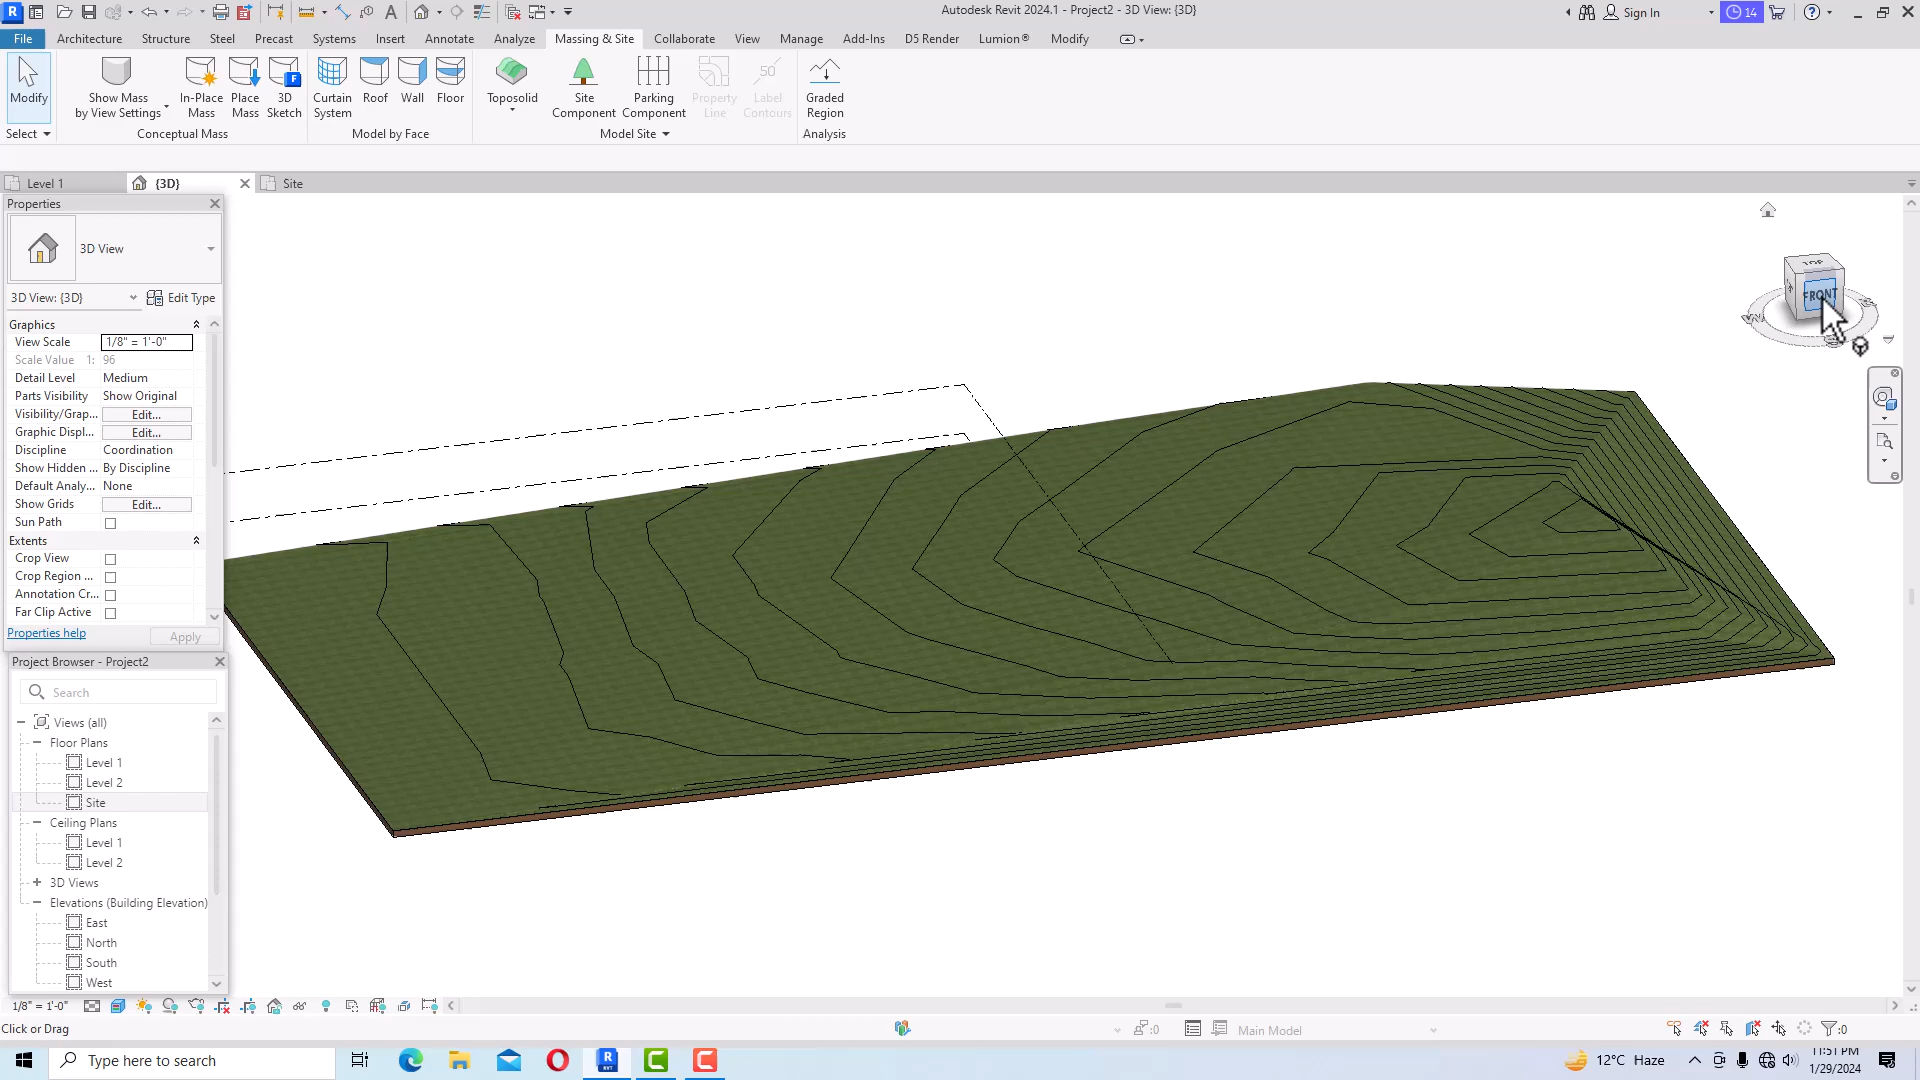 Autodesk Revit 2024.1 - Project2 - 3D View: {3D}
Sign In
14
File
Architecture
Structure
Steel
Precast
Systems
Insert
Annotate
Analyze
Massing & Site
Collaborate
View
Manage
Add-Ins
D5 Render
Lumion®
Modify
Modify
Show Mass
by View Settings
In-Place
Mass
Place
Mass
3D
Sketch
Curtain
System
Roof
Wall
Floor
Toposolid
Site
Component
Parking
Component
Property
Line
Label
Contours
Graded
Region
Select
Conceptual Mass
Model by Face
Model Site
Analysis
Level 1
{3D}
Site
Properties
3D View
3D View: {3D}
Edit Type
Graphics
View Scale
1/8" = 1'-0"
Scale Value 1:
96
Detail Level
Medium
Parts Visibility
Show Original
Visibility/Grap...
Edit...
Graphic Displ...
Edit...
Discipline
Coordination
Show Hidden ...
By Discipline
Default Analy...
None
Show Grids
Edit...
Sun Path
Extents
Crop View
Crop Region ...
Annotation Cr...
Far Clip Active
Properties help
Apply
Project Browser - Project2
Search
Views (all)
Floor Plans
Level 1
Level 2
Site
Ceiling Plans
Level 1
Level 2
3D Views
Elevations (Building Elevation)
East
North
South
West
TOP
FRONT
1/8" = 1'-0"
Click or Drag
:0
Main Model
:0
Type here to search
12°C Haze
11:51 PM
1/29/2024